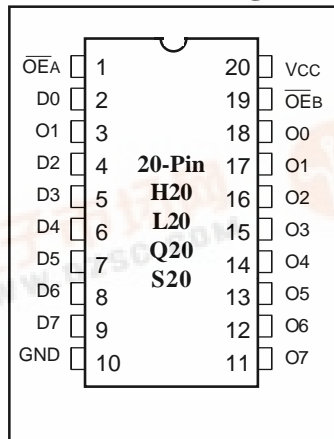 OEA 1 20 VCC
D0 2 19 OEB
O1 3 18 O0
D2 4 20-Pin 17 O1
D3 5 H20 16 O2
D4 6 L20 15 O3
D5 7 Q20 14 O4
D6 8 S20 13 O5
D7 9 12 O6
GND 10 11 O7